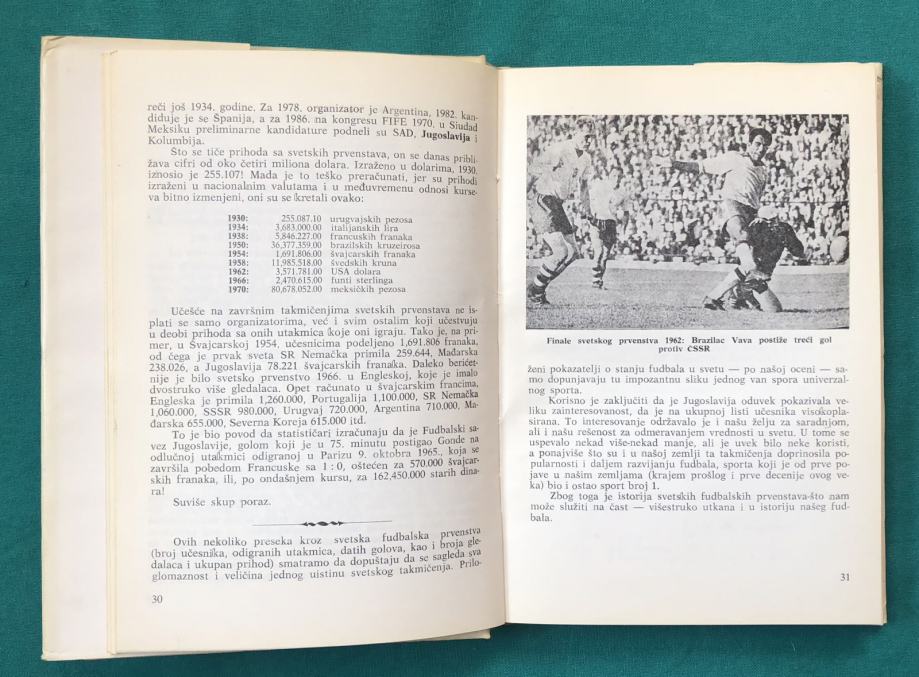 reči još 1934. godine. Za 1978. organizator je Argentina, 1982. kan-
diduje je se Španija, a za 1986. na kongresu FIFE 1970. u Siudad
Meksiku preliminarne kandidature podneli su SAD, Jugoslavija i
Kolumbija.
Što se tiče prihoda sa svetskih prvenstava, on se danas približ-
žava cifri od oko četiri miliona dolara. Izraženo u dolarima, 1930.
iznosio je 255.107! Mada je to teško preračunati, jer su prihodi
izraženi u nacionalnim valutama i u međuvremenu odnosi kurse-
va bitno izmenjeni, oni su se kretali ovako:
1930: 255.087.10 urugvajskih pezosa
1934: 3,683.000.00 italijanskih lira
1938: 5,846.227.00 francuskih franaka
1950: 36,377.359.00 brazilskih kruzeirosa
1954: 1,691.806.00 švajcarskih franaka
1958: 11,985.518.00 švedskih kruna
1962: 3,571.781.00 USA dolara
1966: 2,470.615.00 funti sterlinga
1970: 80,678.052.00 meksičkih pezosa
Učešće na završnim takmičenjima svetskih prvenstava ne is-
plati se samo organizatorima, već i svim ostalim koji učestvuju
u deobi prihoda sa onih utakmica koje oni igraju. Tako je, na pri-
mer, u Švajcarskoj 1954. učesnicima podeljeno 1,691.806 franaka,
od čega je prvak sveta SR Nemačka primila 259.644, Mađarska
238.026, a Jugoslavija 78.221 švajcarskih franaka. Daleko berićet-
nije je bilo svetsko prvenstvo 1966. u Engleskoj, koje je imalo
dvostruko više gledalaca. Opet računato u švajcarskim francima,
Engleska je primila 1,260.000, Portugalija 1,100.000, SR Nemačka
1,060.000, SSSR 980.000, Urugvaj 720.000, Argentina 710.000, Ma-
đarska 655.000, Severna Koreja 615.000 itd.
To je bio povod da statističari izračunaju da je Fudbalski sa-
vez Jugoslavije, golom koji je u 75. minutu postigao Gonde na
odlučnoj utakmici odigranoj u Parizu 9. oktobra 1965., koja se
završila pobedom Francuske sa 1 : 0, oštećen za 570.000 švajcar-
skih franaka, ili, po ondašnjem kursu, za 162,450.000 starih dina-
ra!
Suviše skup poraz.
Ovih nekoliko preseka kroz svetska fudbalska prvenstva
(broj učesnika, odigranih utakmica, datih golova, kao i broja gle-
dalaca i ukupan prihod) smatramo da dopuštaju da se sagleda sva
glomaznost i veličina jednog uistinu svetskog takmičenja. Prilo-
30
Finale svetskog prvenstva 1962: Brazilac Vava postiže treći gol
protiv ČSSR
ženi pokazatelji o stanju fudbala u svetu — po našoj oceni — sa-
mo dopunjavaju tu impozantnu sliku jednog van spora univerzal-
nog sporta.
Korisno je zaključiti da je Jugoslavija oduvek pokazivala ve-
liku zainteresovanost, da je na ukupnoj listi učesnika visokopla-
sirana. To interesovanje održavalo je i našu želju za saradnjom,
ali i našu rešenost za odmeravanjem vrednosti u svetu. U tome se
uspevalo nekad više-nekad manje, ali je uvek bilo neke koristi,
a ponajviše što su i u našoj zemlji ta takmičenja doprinosila po-
pularnosti i daljem razvijanju fudbala, sporta koji je od prve po-
jave u našim zemljama (krajem prošlog i prve decenije ovog ve-
ka) bio i ostao sport broj 1.
Zbog toga je istorija svetskih fudbalskih prvenstava-što nam
može služiti na čast — višestruko utkana i u istoriju našeg fud-
bala.
31